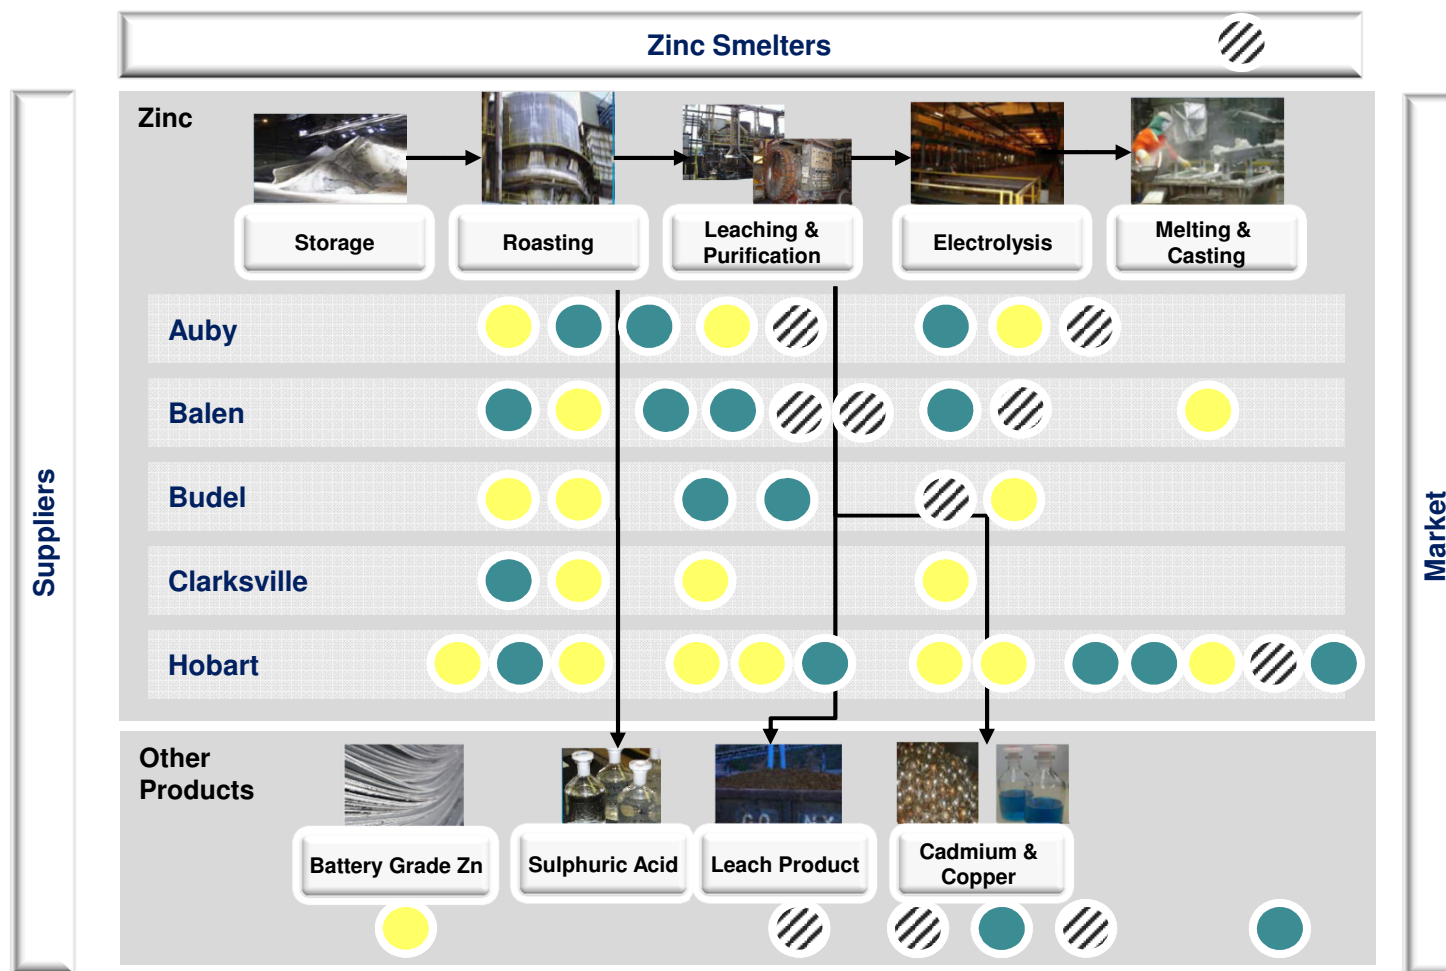 Zinc Smelters
Suppliers
Market
Zinc
Storage
Roasting
Leaching &
Purification
Electrolysis
Melting &
Casting
Auby
Balen
Budel
Clarksville
Hobart
Other
Products
Battery Grade Zn
Sulphuric Acid
Leach Product
Cadmium &
Copper